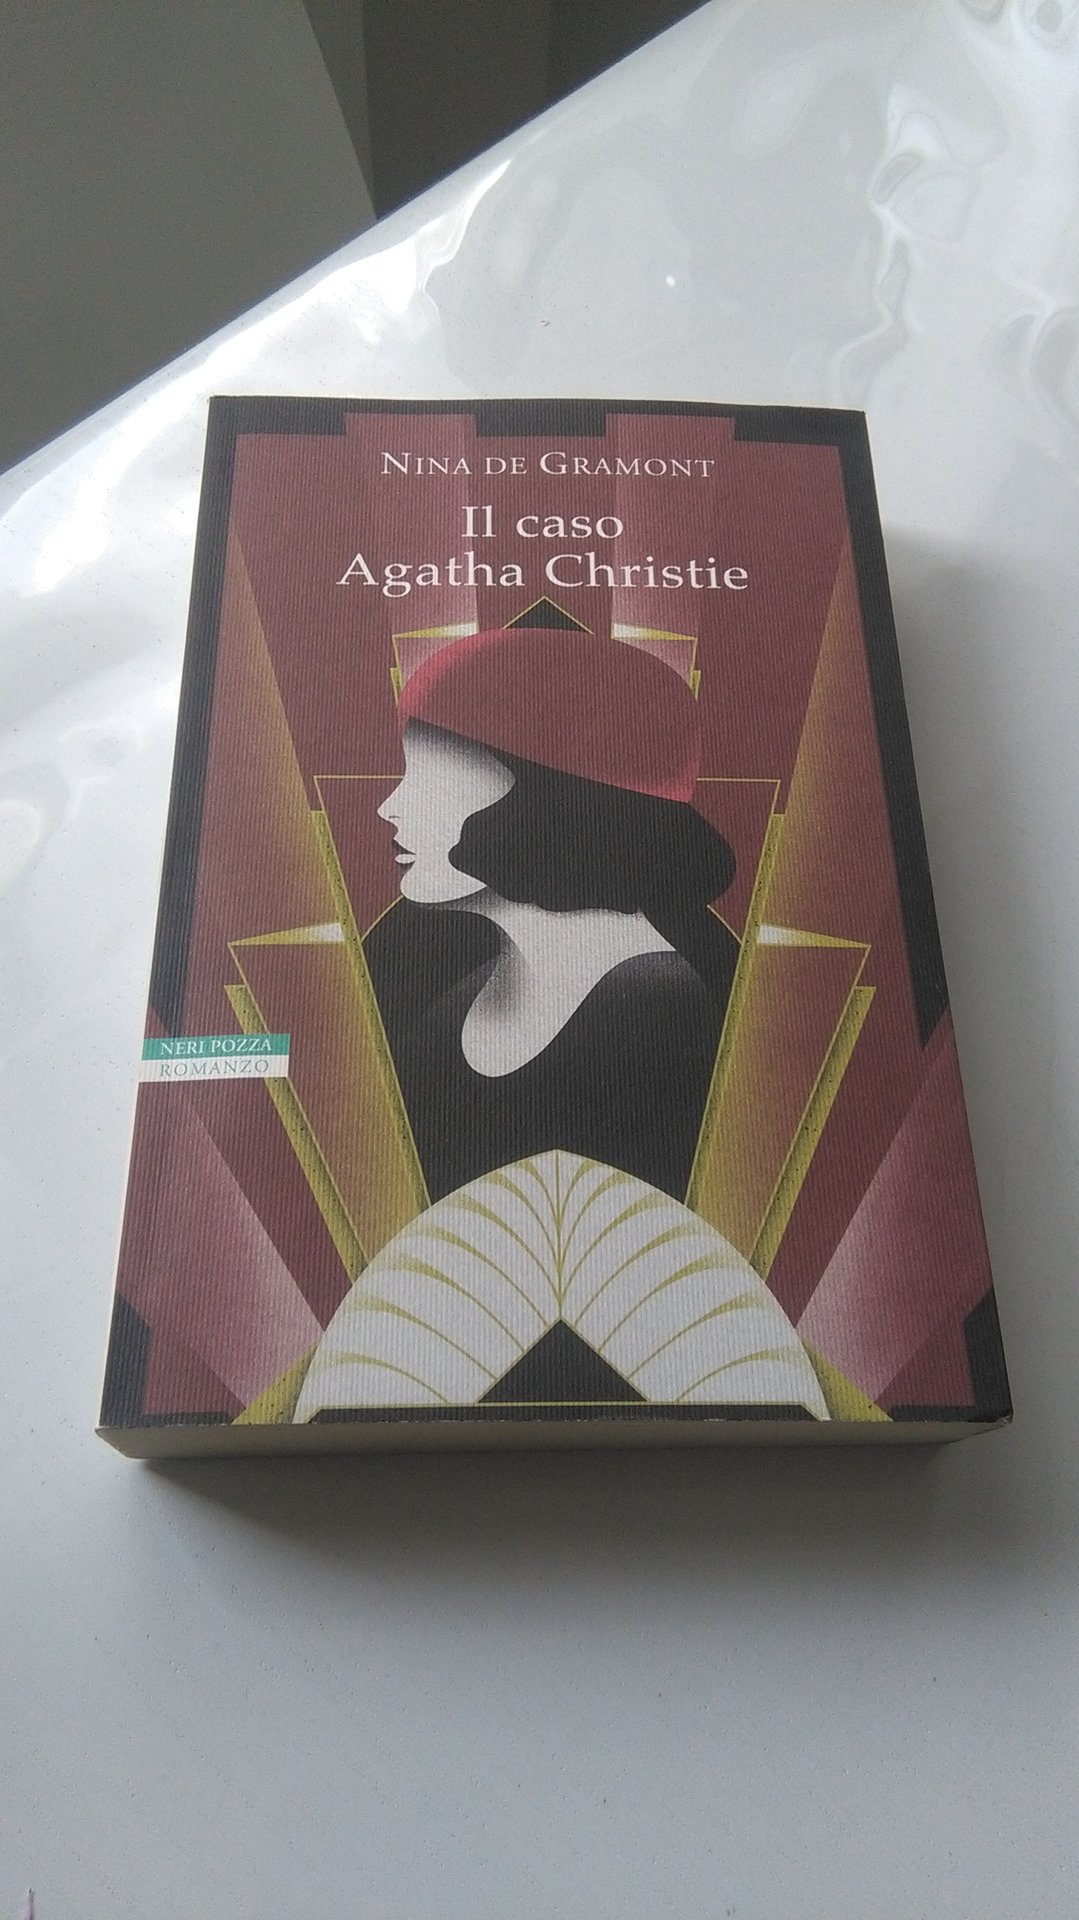 NINA DE GRAMONT
Il caso
Agatha Christie
NERI POZZA
ROMANZO